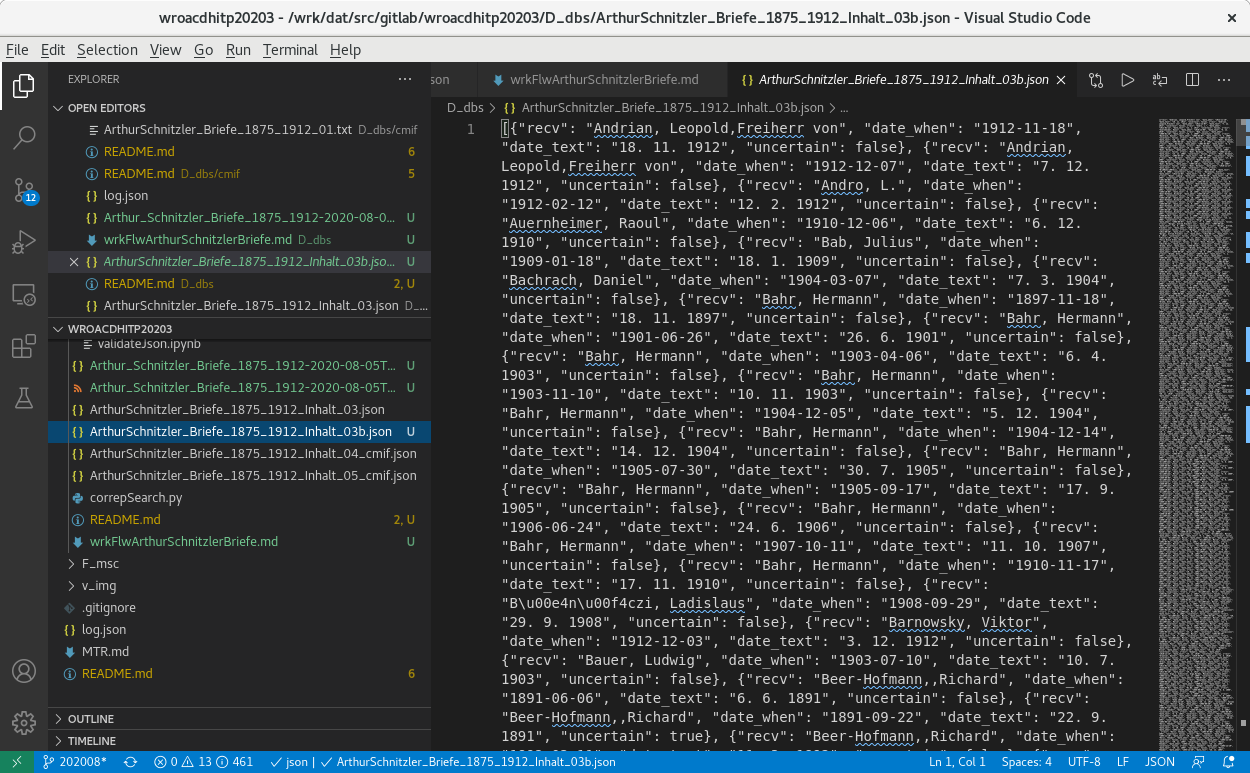 wroacdhitp20203 - /wrk/dat/src/gitlab/wroacdhitp20203/D_dbs/ArthurSchnitzler_Briefe_1875_1912_Inhalt_03b.json - Visual Studio Code
File Edit Selection View Go Run Terminal Help
EXPLORER
OPEN EDITORS
ArthurSchnitzler_Briefe_1875_1912_01.txt D_dbs/cmif
README.md 6
README.md D_dbs/cmif 5
log.json
Arthur_Schnitzler_Briefe_1875_1912-2020-08-0... U
wrkFlwArthurSchnitzlerBriefe.md D_dbs U
ArthurSchnitzler_Briefe_1875_1912_Inhalt_03b.jso... U
README.md D_dbs 2, U
ArthurSchnitzler_Briefe_1875_1912_Inhalt_03.json D_...
WROACDHITP20203
validateJson.ipynb
Arthur_Schnitzler_Briefe_1875_1912-2020-08-05T... U
Arthur_Schnitzler_Briefe_1875_1912-2020-08-05T... U
ArthurSchnitzler_Briefe_1875_1912_Inhalt_03.json
ArthurSchnitzler_Briefe_1875_1912_Inhalt_03b.json U
ArthurSchnitzler_Briefe_1875_1912_Inhalt_04_cmif.json
ArthurSchnitzler_Briefe_1875_1912_Inhalt_05_cmif.json
correpSearch.py
README.md 2, U
wrkFlwArthurSchnitzlerBriefe.md U
F_msc
v_img
.gitignore
log.json
MTR.md
README.md 6
OUTLINE
TIMELINE
12
son wrkFlwArthurSchnitzlerBriefe.md ArthurSchnitzler_Briefe_1875_1912_Inhalt_03b.json
D_dbs > ArthurSchnitzler_Briefe_1875_1912_Inhalt_03b.json > ...
1 [{"recv": "Andrian, Leopold,Freiherr von", "date_when": "1912-11-18",
"date_text": "18. 11. 1912", "uncertain": false}, {"recv": "Andrian,
Leopold,Freiherr von", "date_when": "1912-12-07", "date_text": "7. 12.
1912", "uncertain": false}, {"recv": "Andro, L.", "date_when":
"1912-02-12", "date_text": "12. 2. 1912", "uncertain": false}, {"recv":
"Auernheimer, Raoul", "date_when": "1910-12-06", "date_text": "6. 12.
1910", "uncertain": false}, {"recv": "Bab, Julius", "date_when":
"1909-01-18", "date_text": "18. 1. 1909", "uncertain": false}, {"recv":
"Bachrach, Daniel", "date_when": "1904-03-07", "date_text": "7. 3. 1904",
"uncertain": false}, {"recv": "Bahr, Hermann", "date_when": "1897-11-18",
"date_text": "18. 11. 1897", "uncertain": false}, {"recv": "Bahr, Hermann",
"date_when": "1901-06-26", "date_text": "26. 6. 1901", "uncertain": false},
{"recv": "Bahr, Hermann", "date_when": "1903-04-06", "date_text": "6. 4.
1903", "uncertain": false}, {"recv": "Bahr, Hermann", "date_when":
"1903-11-10", "date_text": "10. 11. 1903", "uncertain": false}, {"recv":
"Bahr, Hermann", "date_when": "1904-12-05", "date_text": "5. 12. 1904",
"uncertain": false}, {"recv": "Bahr, Hermann", "date_when": "1904-12-14",
"date_text": "14. 12. 1904", "uncertain": false}, {"recv": "Bahr, Hermann",
"date_when": "1905-07-30", "date_text": "30. 7. 1905", "uncertain": false},
{"recv": "Bahr, Hermann", "date_when": "1905-09-17", "date_text": "17. 9.
1905", "uncertain": false}, {"recv": "Bahr, Hermann", "date_when":
"1906-06-24", "date_text": "24. 6. 1906", "uncertain": false}, {"recv":
"Bahr, Hermann", "date_when": "1907-10-11", "date_text": "11. 10. 1907",
"uncertain": false}, {"recv": "Bahr, Hermann", "date_when": "1910-11-17",
"date_text": "17. 11. 1910", "uncertain": false}, {"recv":
"B\u00e4n\u00f4czi, Ladislaus", "date_when": "1908-09-29", "date_text":
"29. 9. 1908", "uncertain": false}, {"recv": "Barnowsky, Viktor",
"date_when": "1912-12-03", "date_text": "3. 12. 1912", "uncertain": false},
{"recv": "Bauer, Ludwig", "date_when": "1903-07-10", "date_text": "10. 7.
1903", "uncertain": false}, {"recv": "Beer-Hofmann,,Richard", "date_when":
"1891-06-06", "date_text": "6. 6. 1891", "uncertain": false}, {"recv":
"Beer-Hofmann,,Richard", "date_when": "1891-09-22", "date_text": "22. 9.
1891", "uncertain": true}, {"recv": "Beer-Hofmann,,Richard", "date_when":
202008* 0 13 461 json | ArthurSchnitzler_Briefe_1875_1912_Inhalt_03b.json Ln 1, Col 1 Spaces: 4 UTF-8 LF JSON